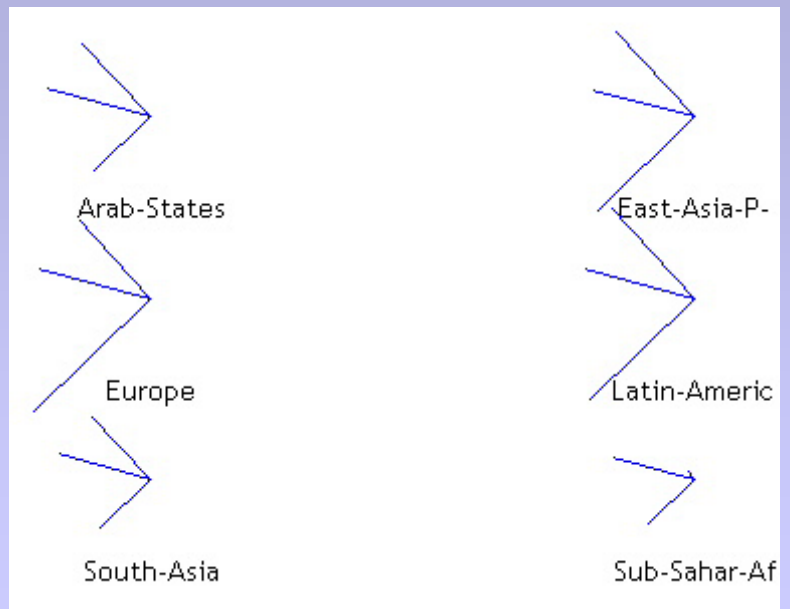 Arab-States
East-Asia-P-
Europe
Latin-Americ
South-Asia
Sub-Sahar-Af